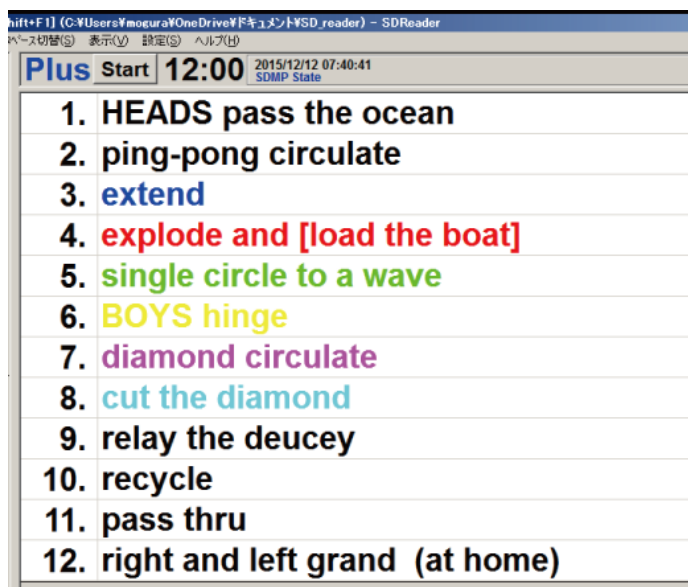 hift+F1] (C:¥Users¥mogura¥OneDrive¥ドキュメント¥SD_reader) - SDReader
ペース切替(S) 表示(V) 設定(S) ヘルプ(H)
Plus Start 12:00 2015/12/12 07:40:41
SDMP State
1. HEADS pass the ocean
2. ping-pong circulate
3. extend
4. explode and [load the boat]
5. single circle to a wave
6. BOYS hinge
7. diamond circulate
8. cut the diamond
9. relay the deucey
10. recycle
11. pass thru
12. right and left grand (at home)